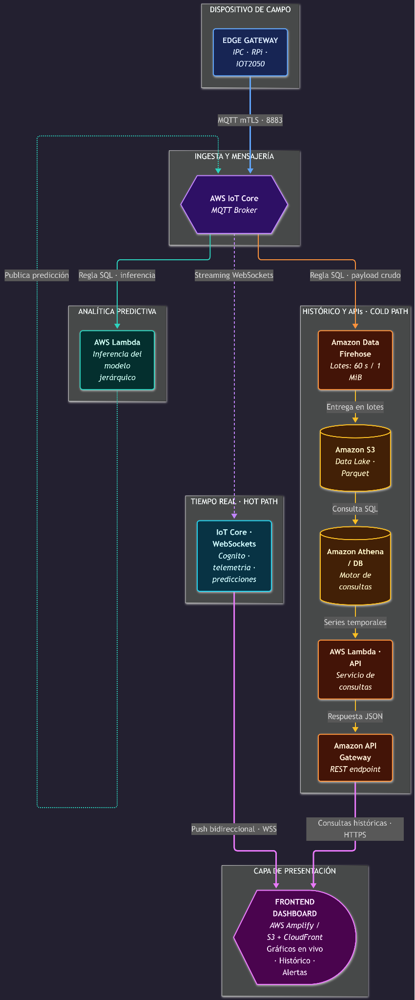 DISPOSITIVO DE CAMPO
EDGE GATEWAY
IPC · RPi ·
IOT2050
MQTT mTLS · 8883
INGESTA Y MENSAJERÍA
AWS IoT Core
MQTT Broker
Publica predicción
Regla SQL · inferencia
Streaming WebSockets
Regla SQL · payload crudo
ANALÍTICA PREDICTIVA
AWS Lambda
Inferencia del
modelo
jerárquico
HISTÓRICO Y APIs · COLD PATH
Amazon Data
Firehose
Lotes: 60 s / 1
MiB
Entrega en lotes
Amazon S3
Data Lake ·
Parquet
Consulta SQL
TIEMPO REAL · HOT PATH
IoT Core ·
WebSockets
Cognito ·
telemetría ·
predicciones
Amazon Athena
/ DB
Motor de
consultas
Series temporales
AWS Lambda ·
API
Servicio de
consultas
Respuesta JSON
Amazon API
Gateway
REST endpoint
Push bidireccional · WSS
Consultas históricas ·
HTTPS
CAPA DE PRESENTACIÓN
FRONTEND
DASHBOARD
AWS Amplify /
S3 + CloudFront
Gráficos en vivo
· Histórico ·
Alertas